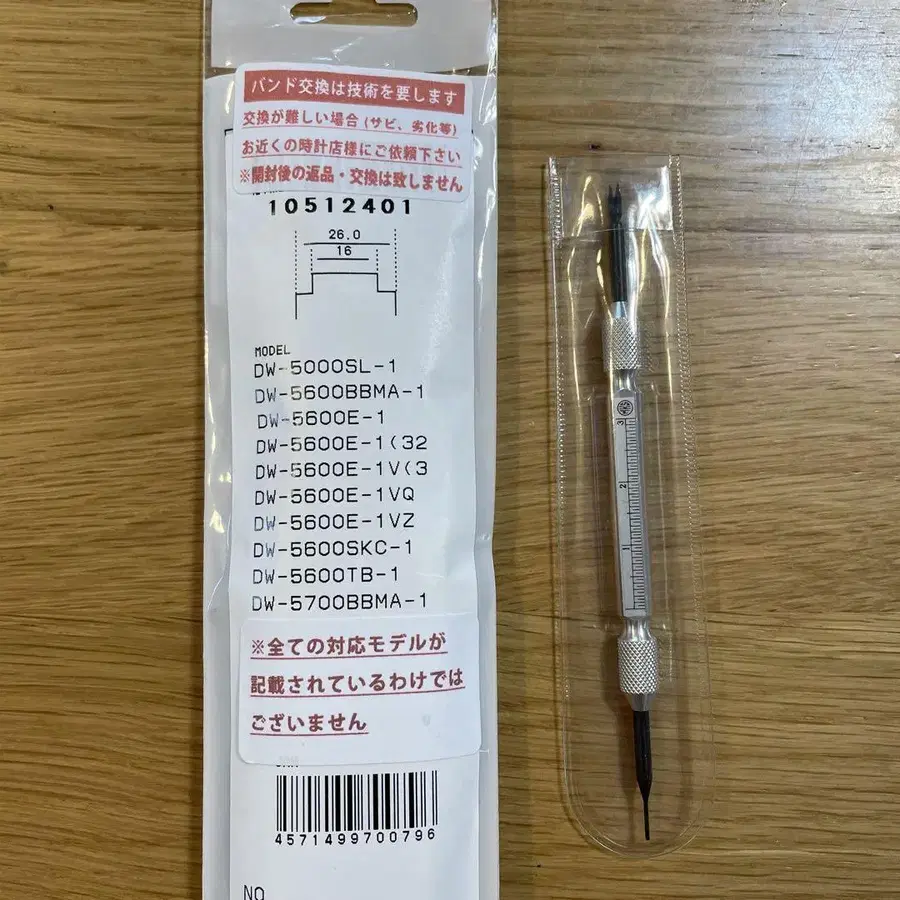 バンド交換は技術を要します
交換が難しい場合 (サビ、劣化等)
お近くの時計店様にご依頼下さい
※開封後の返品・交換は致しません
10512401
26.0
16
MODEL
DW-5000SL-1
DW-5600BBMA-1
DW-5600E-1
DW-5600E-1(32
DW-5600E-1V(3
DW-5600E-1VQ
DW-5600E-1VZ
DW-5600SKC-1
DW-5600TB-1
DW-5700BBMA-1
※全ての対応モデルが
記載されているわけでは
ございません
4571499700796
NO
3
2
1